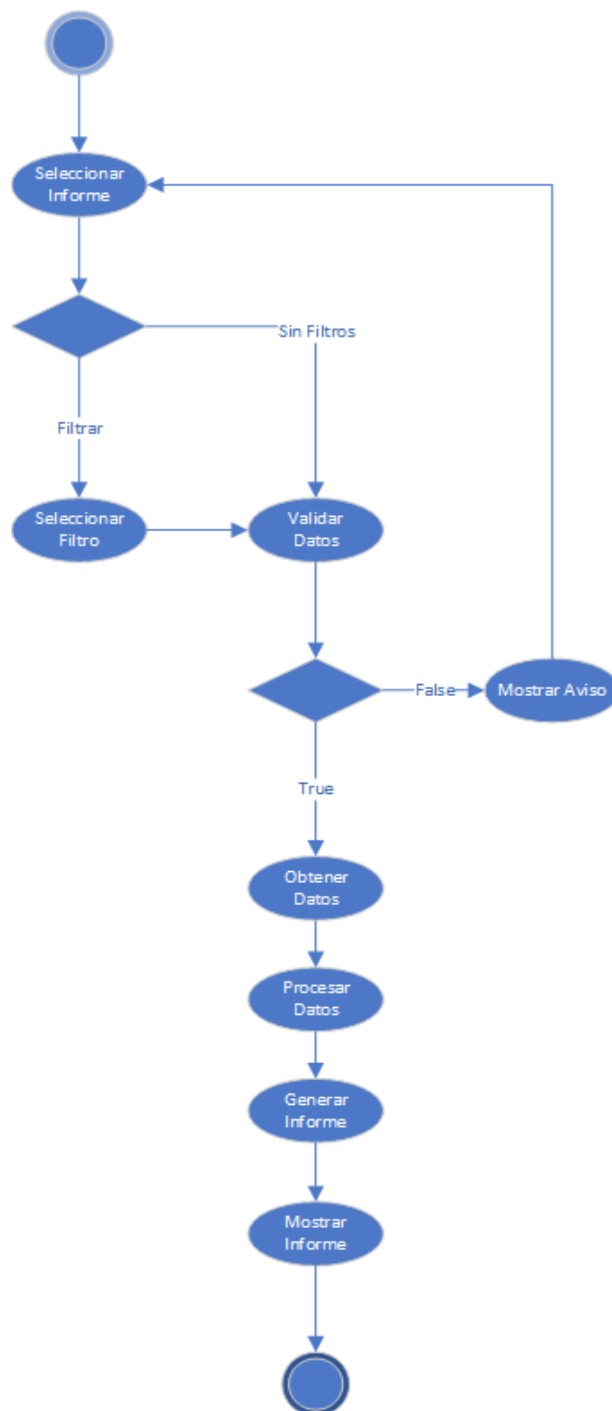 Seleccionar
Informe
Sin Filtros
Filtrar
Seleccionar
Filtro
Validar
Datos
False
Mostrar Aviso
True
Obtener
Datos
Procesar
Datos
Generar
Informe
Mostrar
Informe